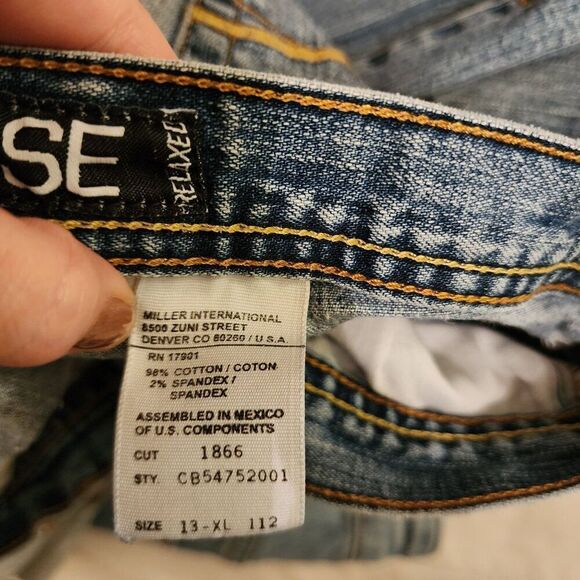 SE
RELAXED
MILLER INTERNATIONAL
8500 ZUNI STREET
DENVER CO 80260 / U.S.A.
RN 17901
98% COTTON / COTON
2% SPANDEX /
SPANDEX
ASSEMBLED IN MEXICO
OF U.S. COMPONENTS
CUT 1866
STY. CB54752001
SIZE 13-XL 112